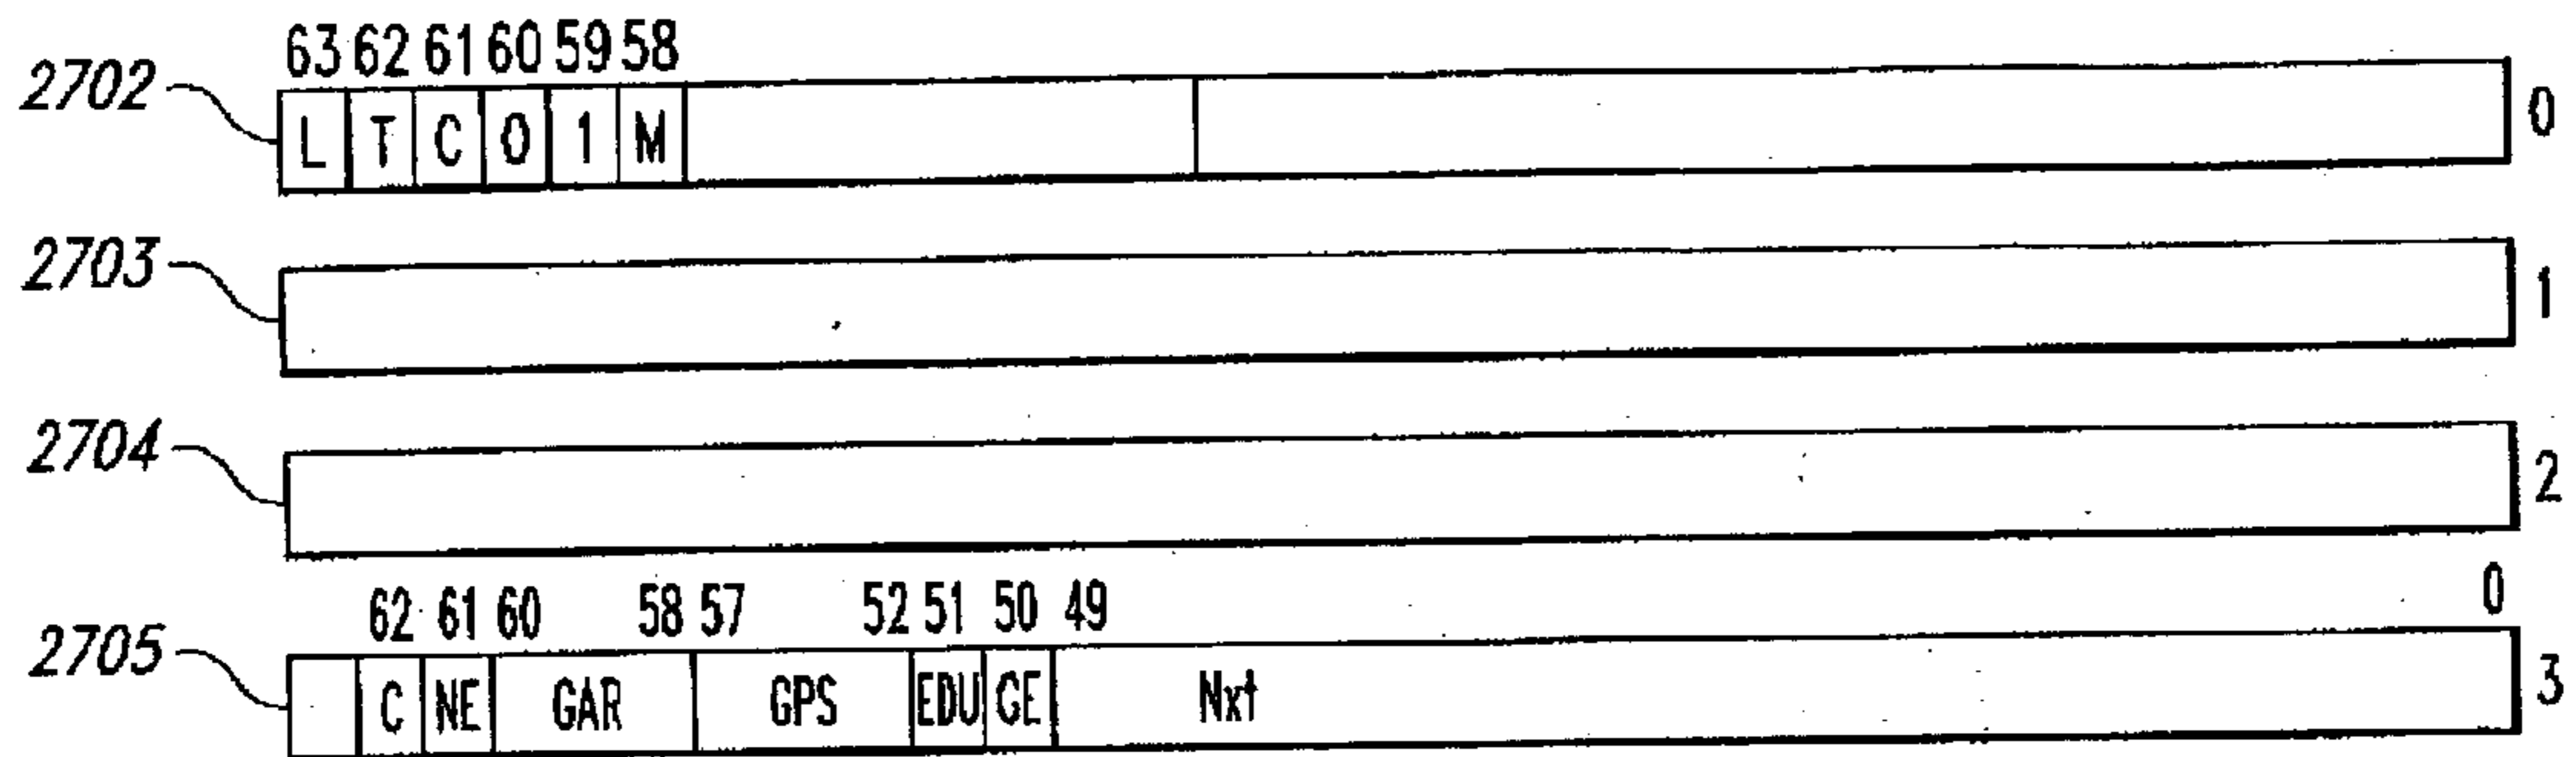 63 62 61 60 59 58
2702 L T C 0 1 M 0
2703 1
2704 2
62 61 60 58 57 52 51 50 49 0
2705 C NE GAR GPS EDU GE Nxt 3